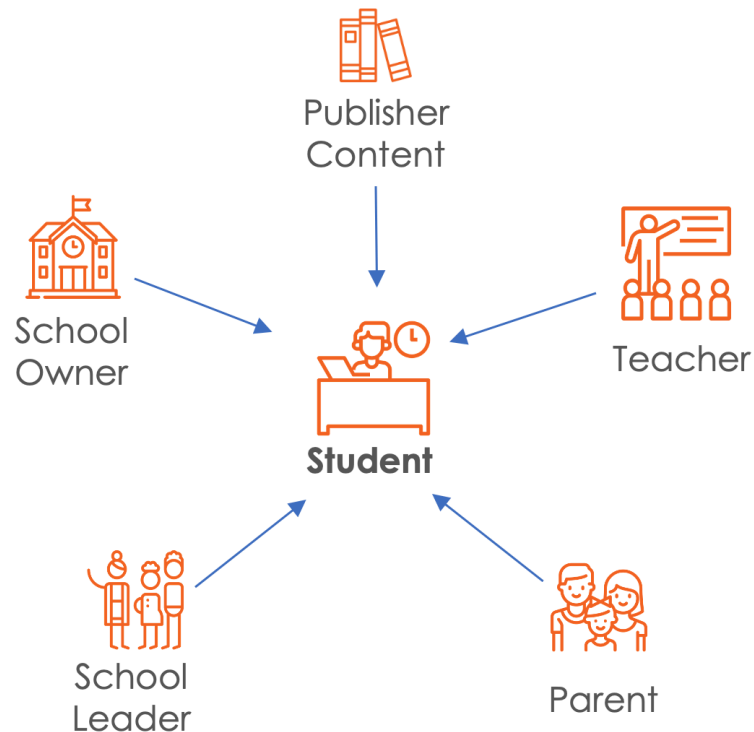 Publisher
Content
School
Owner
Teacher
Student
School
Leader
Parent